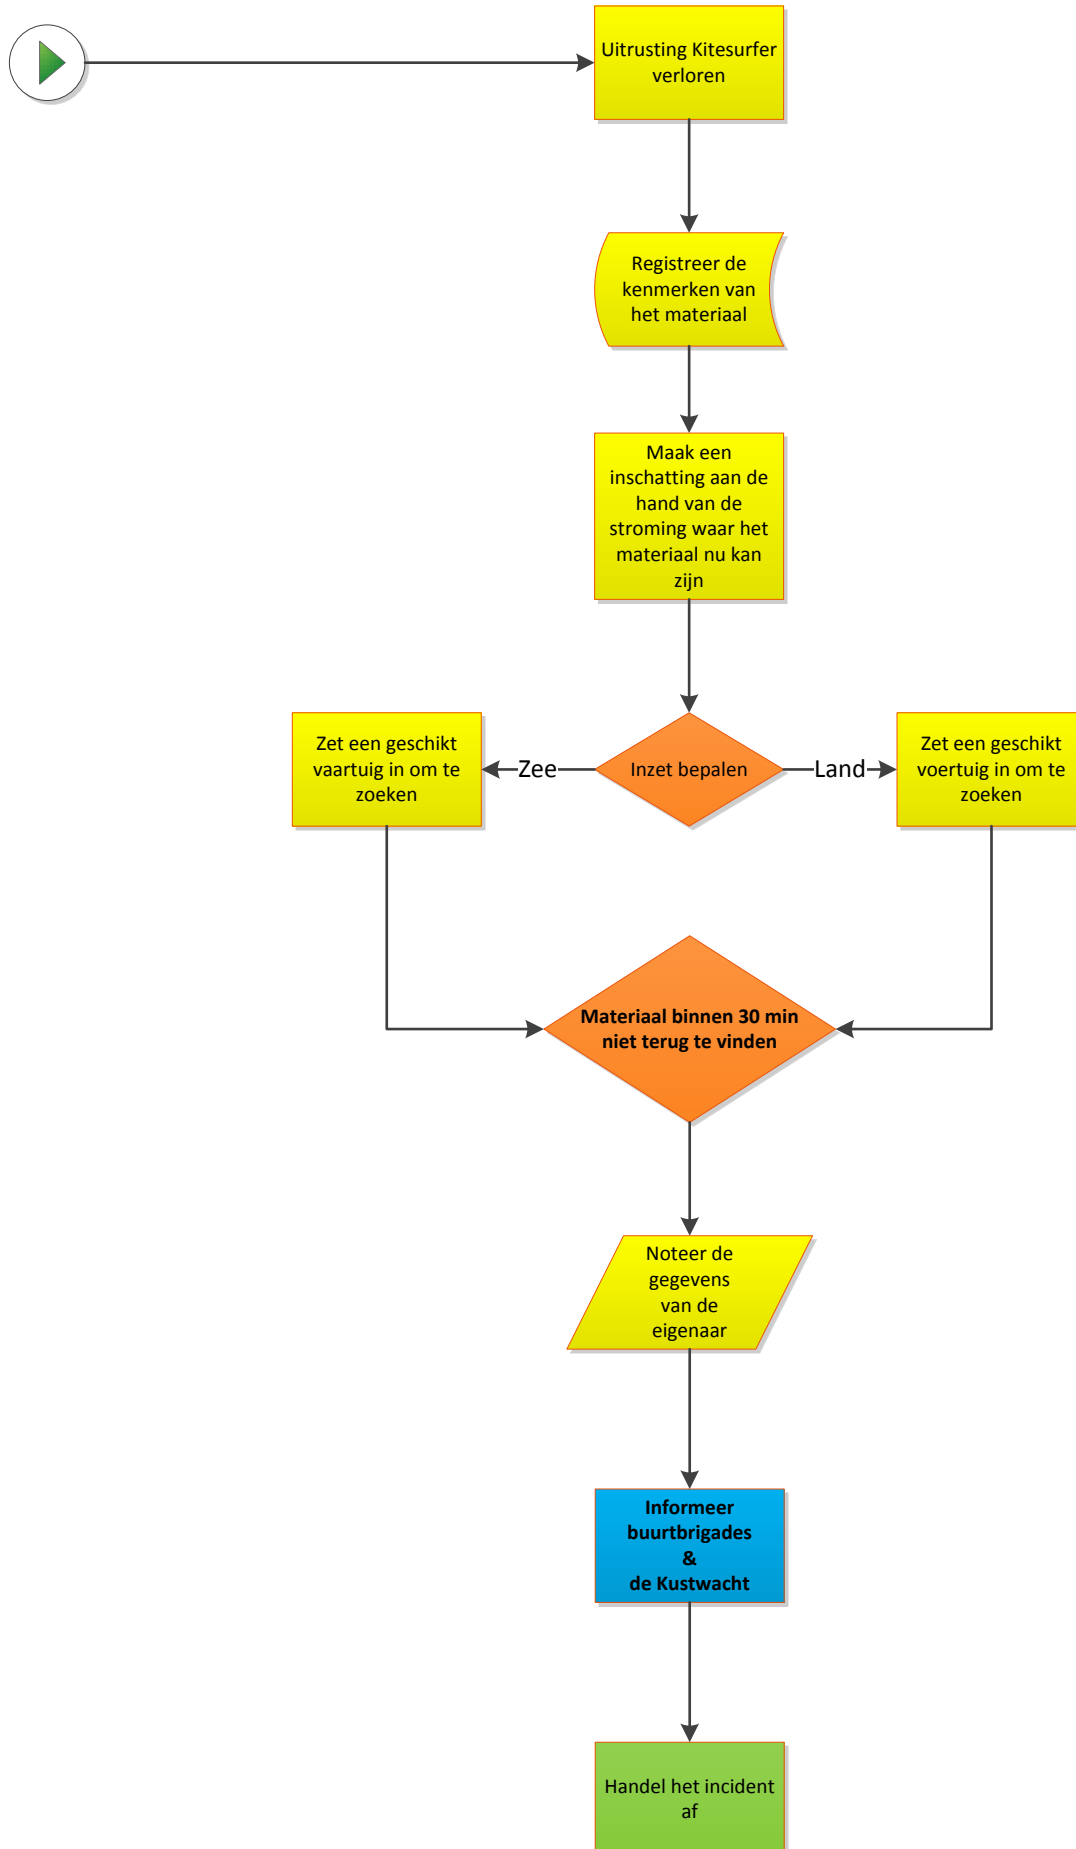 Uitrusting Kitesurfer
verloren
Registreer de
kenmerken van
het materiaal
Maak een
inschatting aan de
hand van de
stroming waar het
materiaal nu kan
zijn
Zet een geschikt
vaartuig in om te
zoeken
Zee
Inzet bepalen
Land
Zet een geschikt
voertuig in om te
zoeken
Materiaal binnen 30 min
niet terug te vinden
Noteer de
gegevens
van de
eigenaar
Informeer
buurtbrigades
&
de Kustwacht
Handel het incident
af